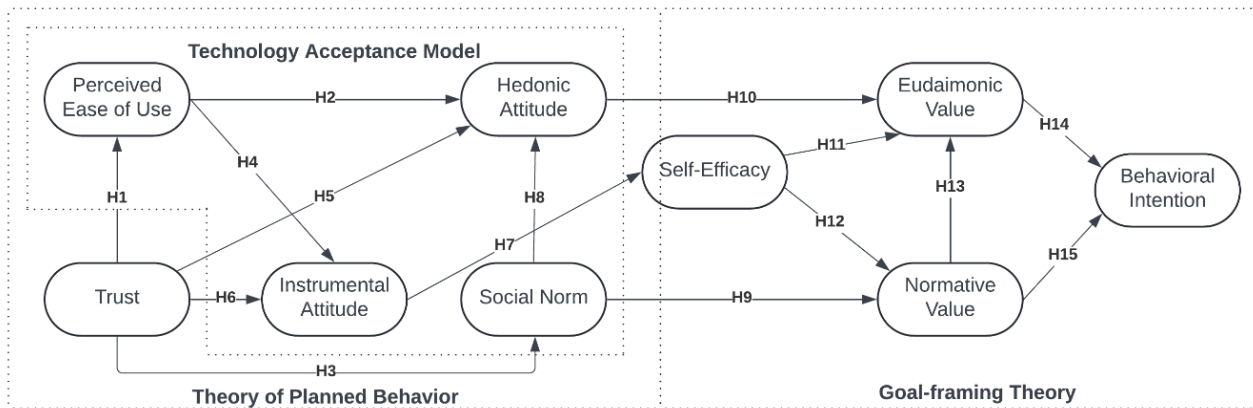 Technology Acceptance Model
Perceived
Ease of Use
H2
Hedonic
Attitude
H10
Eudaimonic
Value
H14
H4
H11
Self-Efficacy
Behavioral
Intention
H1
H5
H8
H13
H12
H7
H15
Trust
H6
Instrumental
Attitude
Social Norm
H9
Normative
Value
H3
Theory of Planned Behavior
Goal-framing Theory